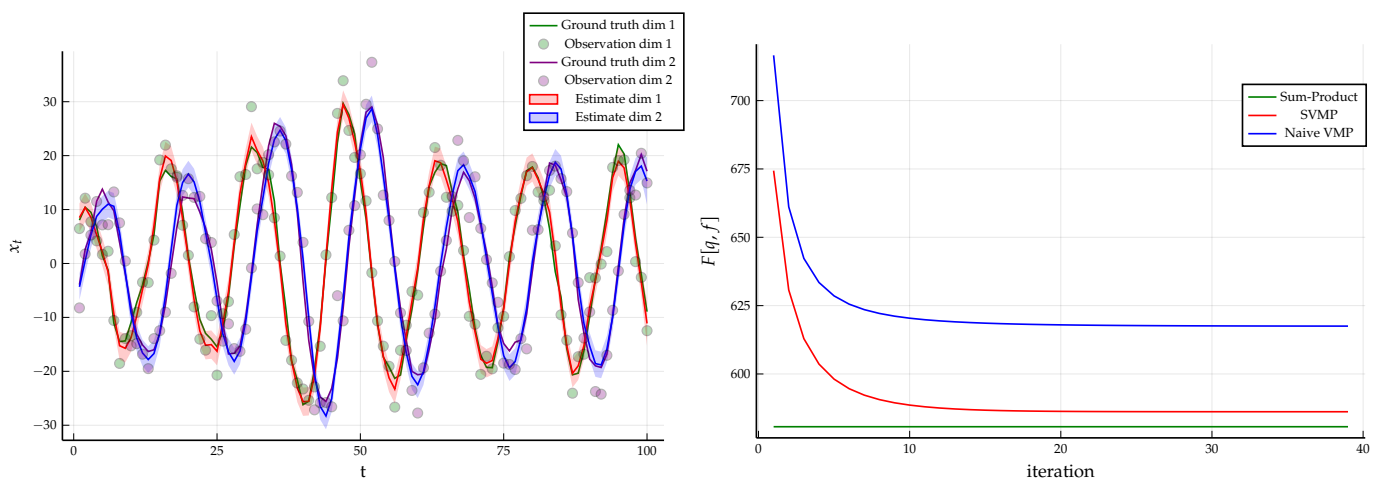 Ground truth dim 1
Observation dim 1
Ground truth dim 2
Observation dim 2
Estimate dim 1
Estimate dim 2
30
20
10
0
−10
−20
−30
x_t
0
25
50
75
100
t
Sum-Product
SVMP
Naive VMP
700
675
650
625
600
F[q, f]
0
10
20
30
40
iteration